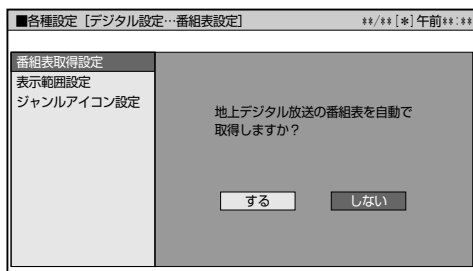 ■各種設定［デジタル設定…番組表設定］ **/**[*]午前**:**
番組表取得設定
表示範囲設定
ジャンルアイコン設定
地上デジタル放送の番組表を自動で
取得しますか？
する しない